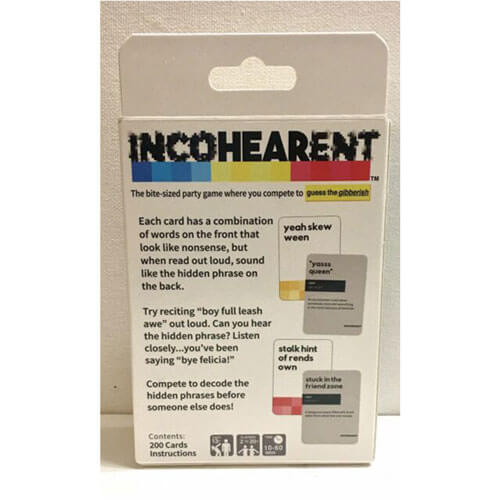 INCOHEARENT
TM
The bite-sized party game where you compete to guess the gibberish
Each card has a combination
of words on the front that
look like nonsense, but
when read out loud, sound
like the hidden phrase on
the back.
Try reciting "boy full leash
awe" out loud. Can you hear
the hidden phrase? Listen
closely...you've been
saying "bye felicia!"
Compete to decode the
hidden phrases before
someone else does!
Contents:
200 Cards
Instructions
yeah skew
ween
"yasss
queen"
stalk hint
of rends
own
stuck in the
friend zone
10-60